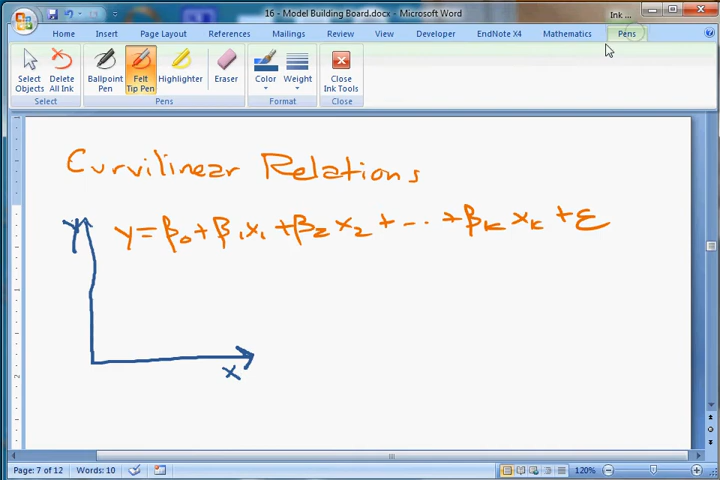 16 - Model Building Board.docx - Microsoft Word
Ink ...
Home Insert Page Layout References Mailings Review View Developer EndNote X4 Mathematics Pens
Select Objects
Delete All Ink
Ballpoint Pen
Felt Tip Pen
Highlighter
Eraser
Color
Weight
Close Ink Tools
Select Pens Format Close
Curvilinear Relations
y = β₀ + β₁x₁ + β₂x₂ + ... + βₖxₖ + ε
y
x
1
2
Page: 7 of 12 Words: 10 120%